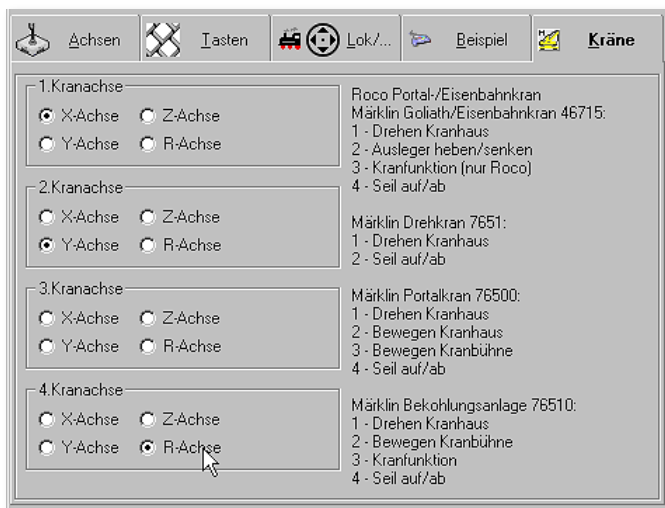 Achsen
Tasten
Lok/...
Beispiel
Kräne
1.Kranachse
X-Achse Z-Achse
Y-Achse R-Achse
2.Kranachse
X-Achse Z-Achse
Y-Achse R-Achse
3.Kranachse
X-Achse Z-Achse
Y-Achse R-Achse
4.Kranachse
X-Achse Z-Achse
Y-Achse R-Achse
Roco Portal-/Eisenbahnkran
Märklin Goliath/Eisenbahnkran 46715:
1 - Drehen Kranhaus
2 - Ausleger heben/senken
3 - Kranfunktion (nur Roco)
4 - Seil auf/ab
Märklin Drehkran 7651:
1 - Drehen Kranhaus
2 - Seil auf/ab
Märklin Portalkran 76500:
1 - Drehen Kranhaus
2 - Bewegen Kranhaus
3 - Bewegen Kranbühne
4 - Seil auf/ab
Märklin Bekohlungsanlage 76510:
1 - Drehen Kranhaus
2 - Bewegen Kranbühne
3 - Kranfunktion
4 - Seil auf/ab